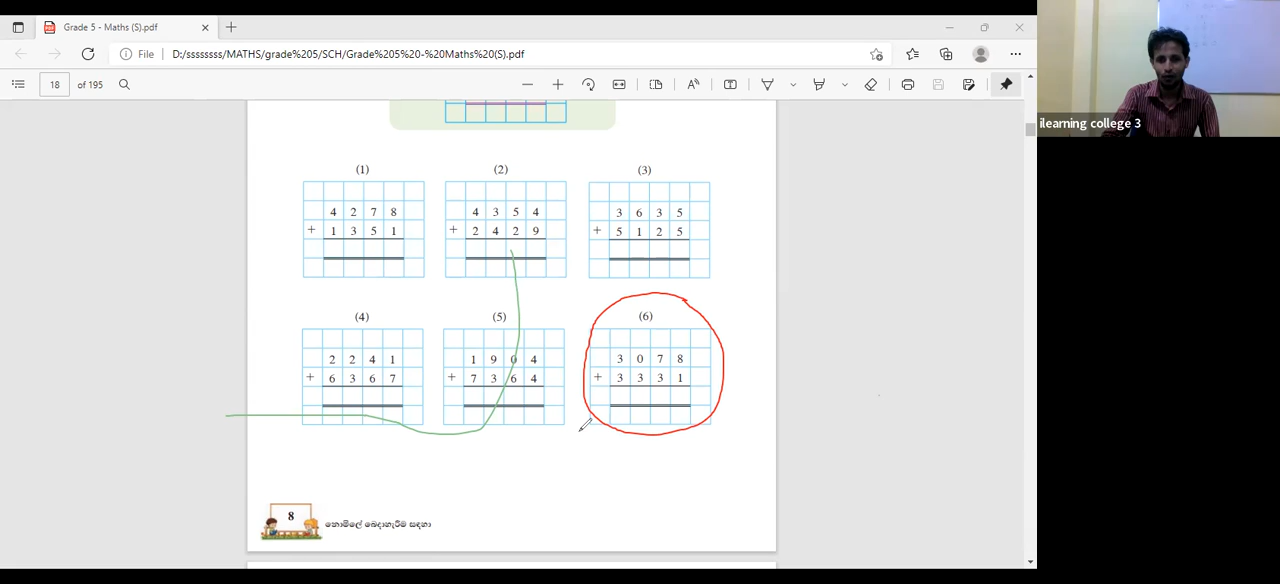 Grade 5 - Maths (S).pdf
File D:/ssssssss/MATHS/grade%205/SCH/Grade%205%20-%20Maths%20(S).pdf
18 of 195
ilearning college 3
(1) (2) (3)
4 2 7 8 4 3 5 4 3 6 3 5
+ 1 3 5 1 + 2 4 2 9 + 5 1 2 5
(4) (5) (6)
2 2 4 1 1 9 0 4 3 0 7 8
+ 6 3 6 7 + 7 3 6 4 + 3 3 3 1
8 නොමිලේ බෙදාහැරීම සඳහා